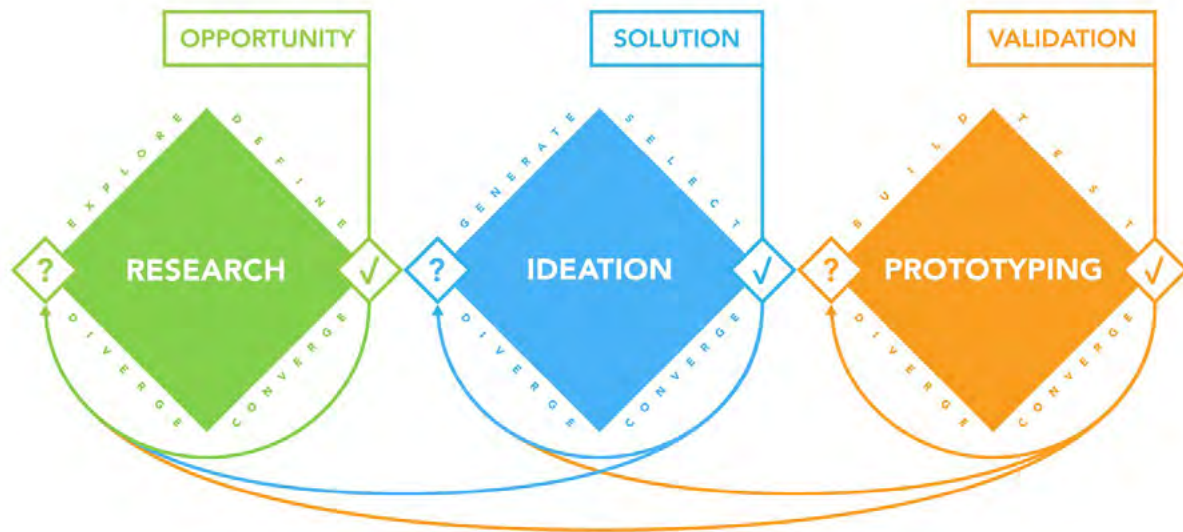 OPPORTUNITY
SOLUTION
VALIDATION
EXPLORE
DEFINE
?
RESEARCH
✓
DIVERGE
CONVERGE
GENERATE
SELECT
?
IDEATION
✓
DIVERGE
CONVERGE
BUILD
TEST
?
PROTOTYPING
✓
DIVERGE
CONVERGE